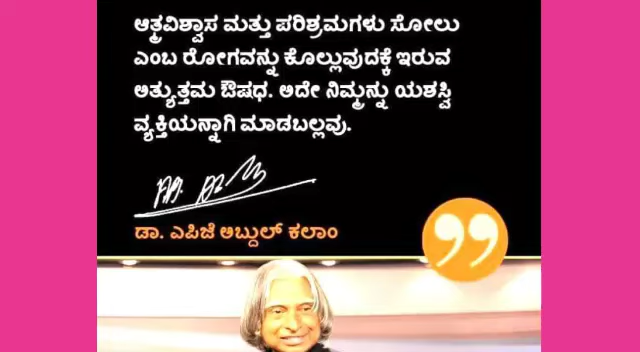 ಆತ್ಮವಿಶ್ವಾಸ ಮತ್ತು ಪರಿಶ್ರಮಗಳು ಸೋಲು
ಎಂಬ ರೋಗವನ್ನು ಕೊಲ್ಲುವುದಕ್ಕೆ ಇರುವ
ಅತ್ಯುತ್ತಮ ಔಷಧ. ಅದೇ ನಿಮ್ಮನ್ನು ಯಶಸ್ವಿ
ವ್ಯಕ್ತಿಯನ್ನಾಗಿ ಮಾಡಬಲ್ಲವು.
ಡಾ. ಎಪಿಜೆ ಅಬ್ದುಲ್ ಕಲಾಂ